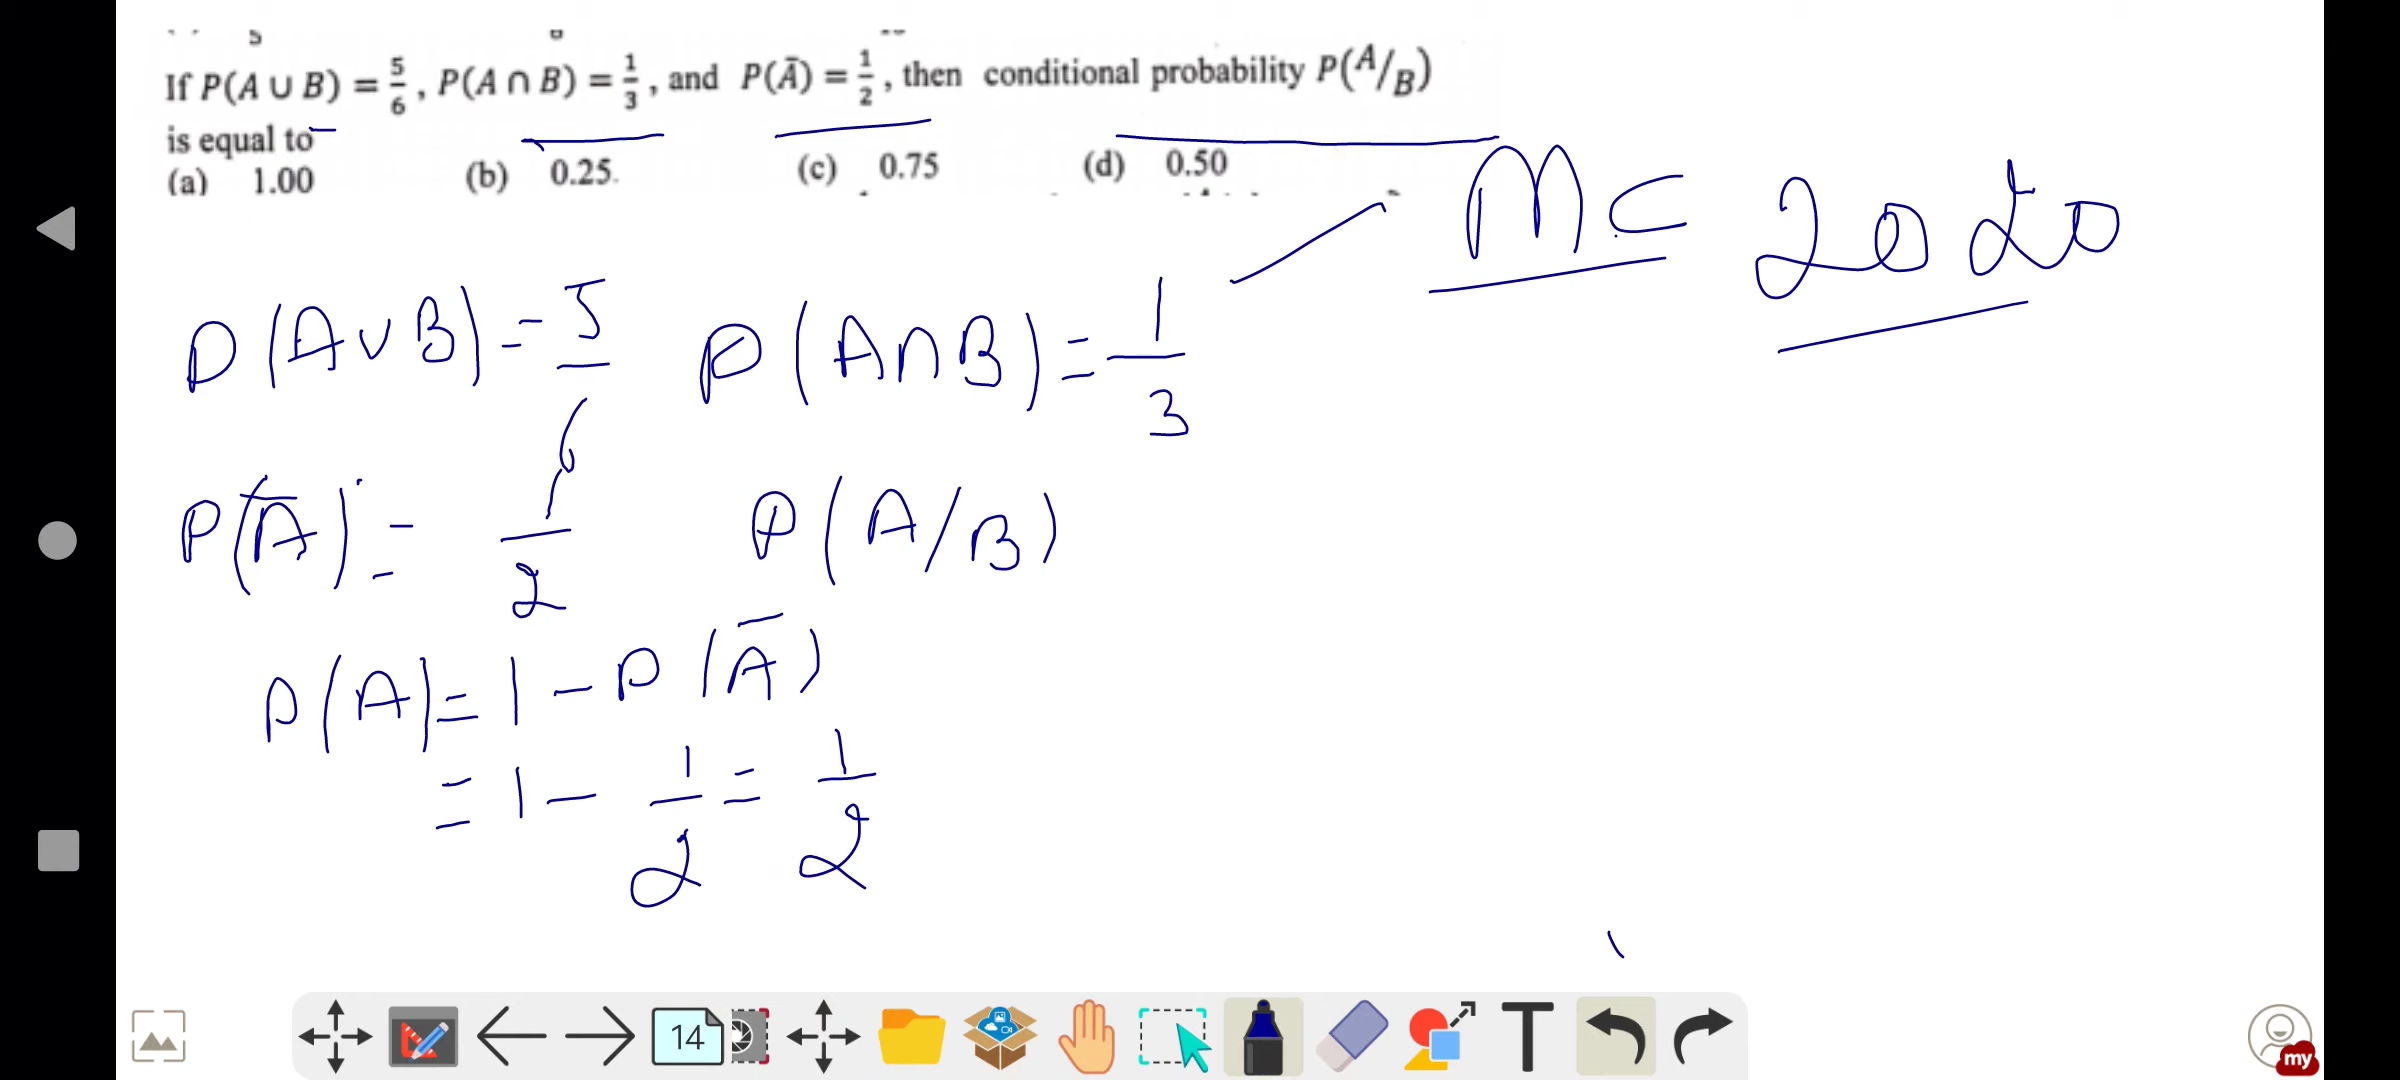 If P(A ∪ B) = 5/6 , P(A ∩ B) = 1/3 , and P(Ā) = 1/2 , then conditional probability P(A/B)
is equal to
(a) 1.00 (b) 0.25. (c) 0.75 (d) 0.50
MC 2020
P(A∪B) = 5/6 P(A∩B) = 1/3
P(Ā) = 1/2 P(A/B)
P(A) = 1 - P(Ā)
= 1 - 1/2 = 1/2
14
T
my